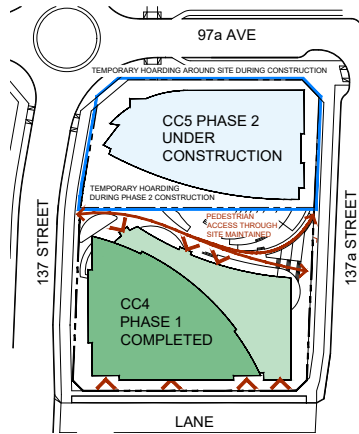 97a AVE
TEMPORARY HOARDING AROUND SITE DURING CONSTRUCTION
CC5 PHASE 2
UNDER
CONSTRUCTION
TEMPORARY HOARDING
DURING PHASE 2 CONSTRUCTION
PEDESTRIAN
ACCESS THROUGH
SITE MAINTAINED
137 STREET
137a STREET
CC4
PHASE 1
COMPLETED
LANE